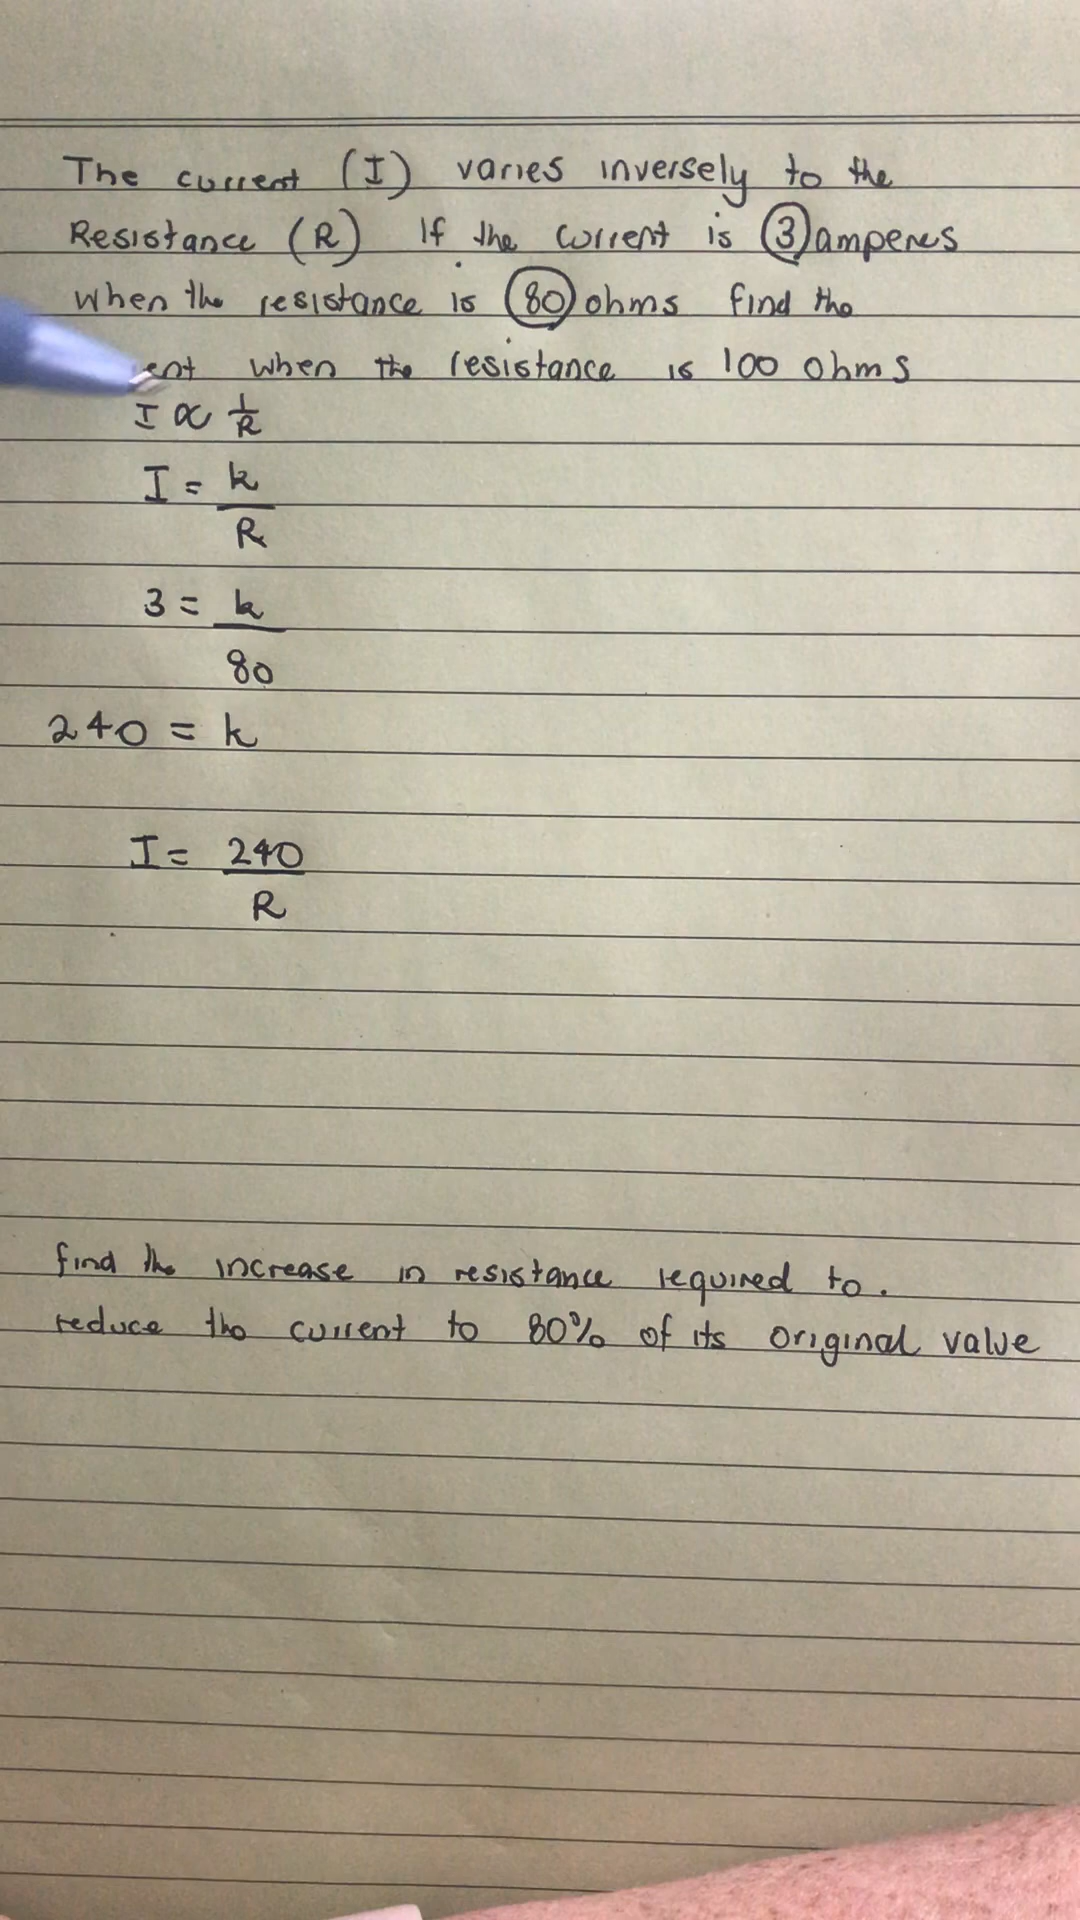 The current (I) varies inversely to the
Resistance (R) If the current is 3 amperes
when the resistance is 80 ohms find the
ent when the resistance is 100 ohms
I ∝ 1/R
I = k/R
3 = k/80
240 = k
I = 240/R
find the increase in resistance required to.
reduce the current to 80% of its original value